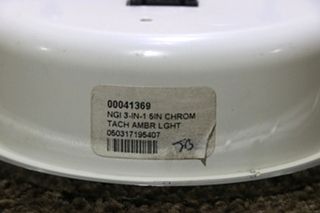 00041369
NGI 3-IN-1 5IN CHROM
TACH AMBR LGHT
050317195407